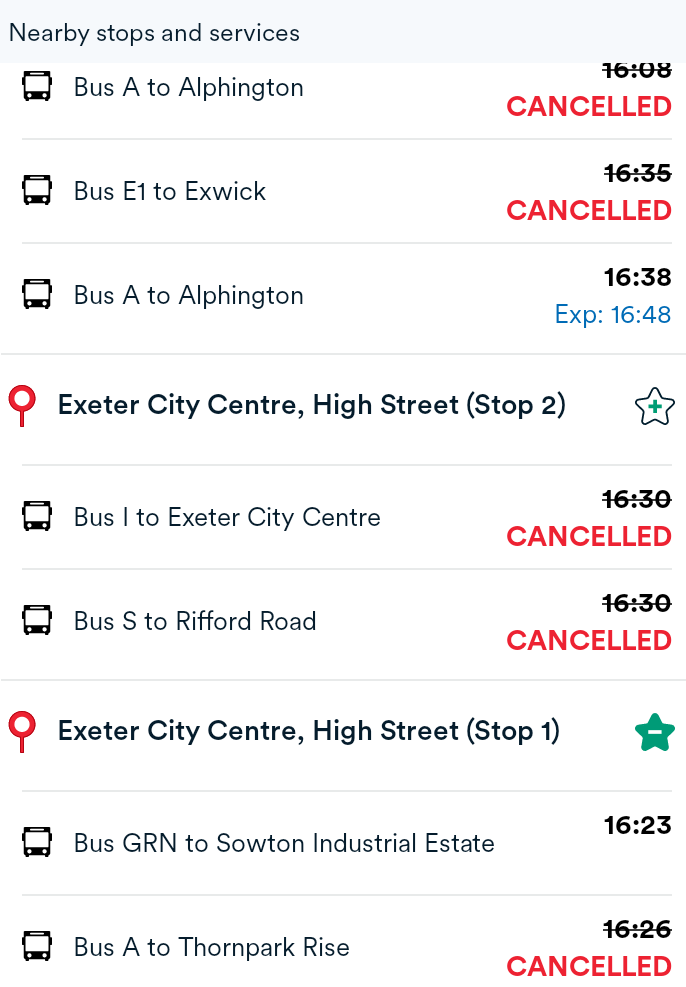 Nearby stops and services
Bus A to Alphington
16:08
CANCELLED
Bus E1 to Exwick
16:35
CANCELLED
Bus A to Alphington
16:38
Exp: 16:48
Exeter City Centre, High Street (Stop 2)
Bus I to Exeter City Centre
16:30
CANCELLED
Bus S to Rifford Road
16:30
CANCELLED
Exeter City Centre, High Street (Stop 1)
Bus GRN to Sowton Industrial Estate
16:23
Bus A to Thornpark Rise
16:26
CANCELLED